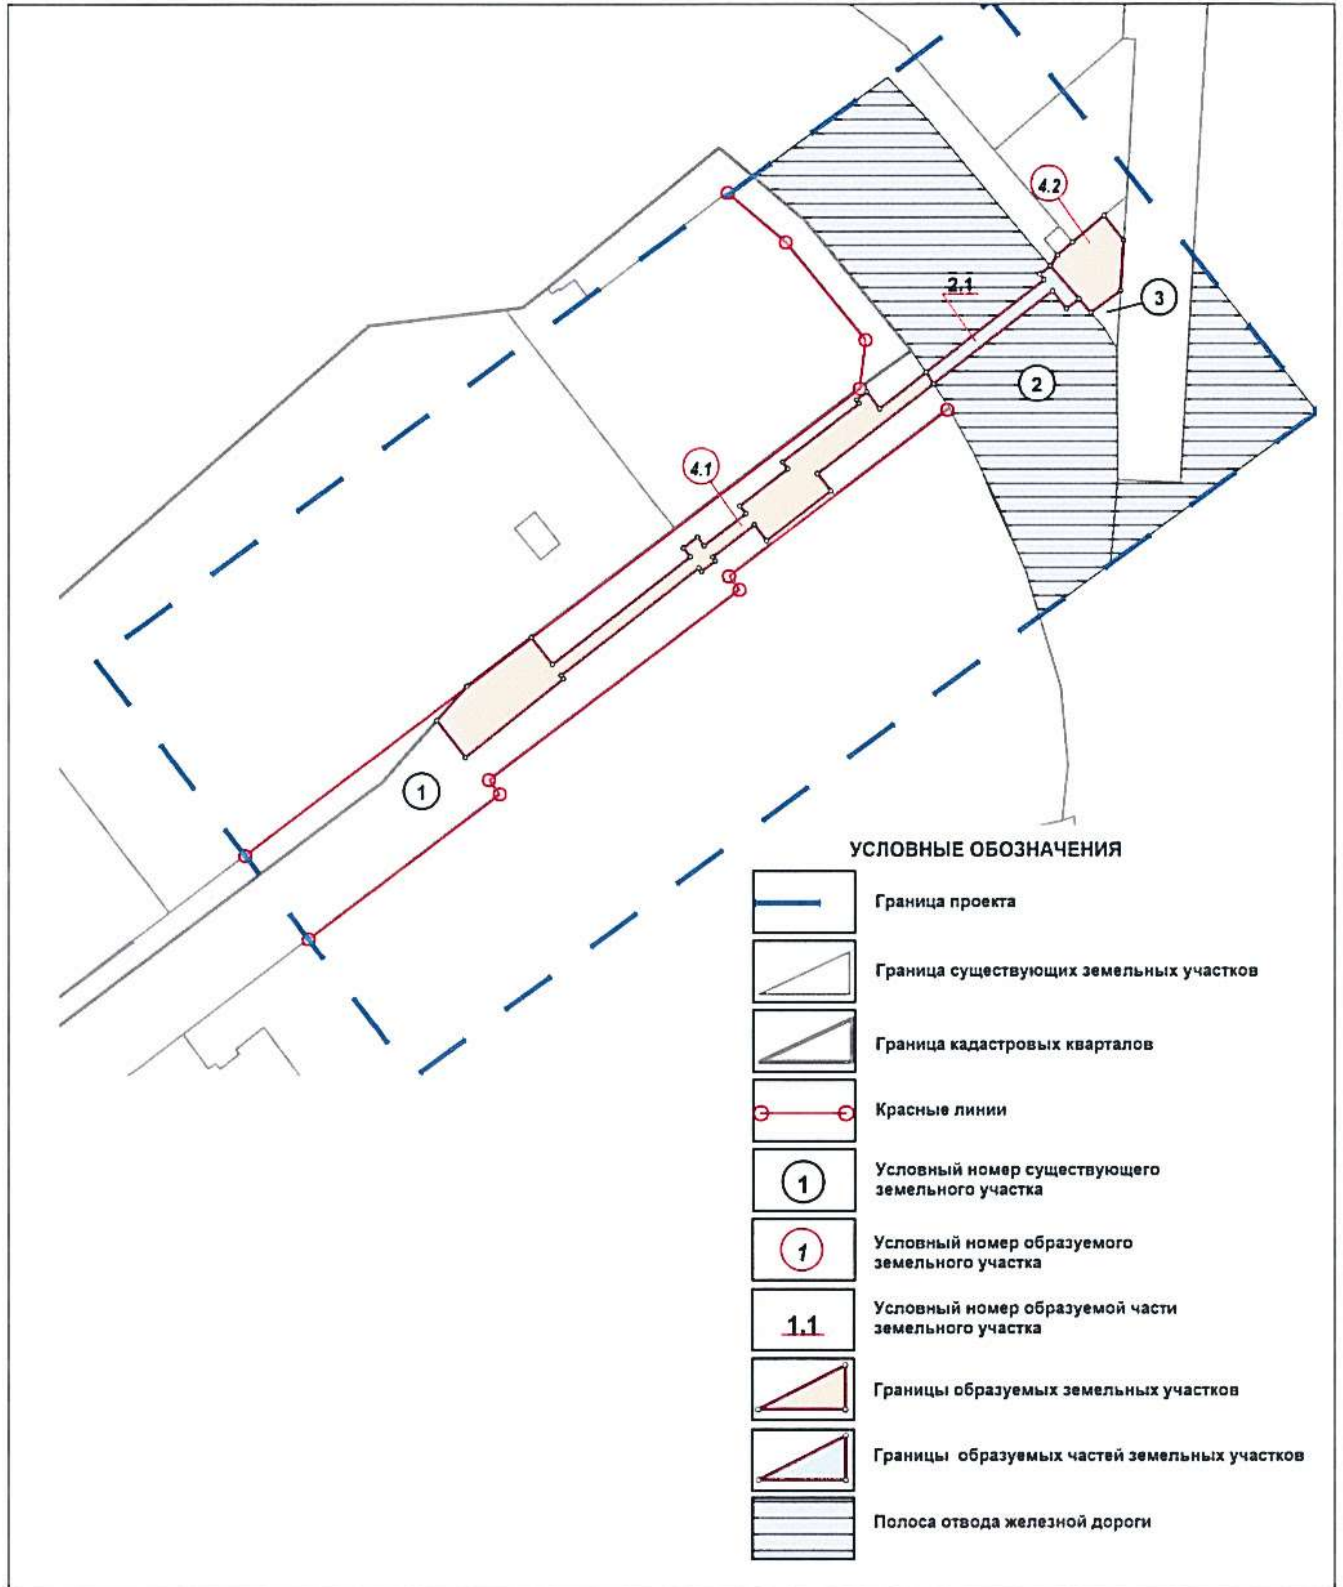 4.2
2.1
3
2
4.1
1
УСЛОВНЫЕ ОБОЗНАЧЕНИЯ
Граница проекта
Граница существующих земельных участков
Граница кадастровых кварталов
Красные линии
1
Условный номер существующего
земельного участка
1
Условный номер образуемого
земельного участка
1.1
Условный номер образуемой части
земельного участка
Границы образуемых земельных участков
Границы образуемых частей земельных участков
Полоса отвода железной дороги